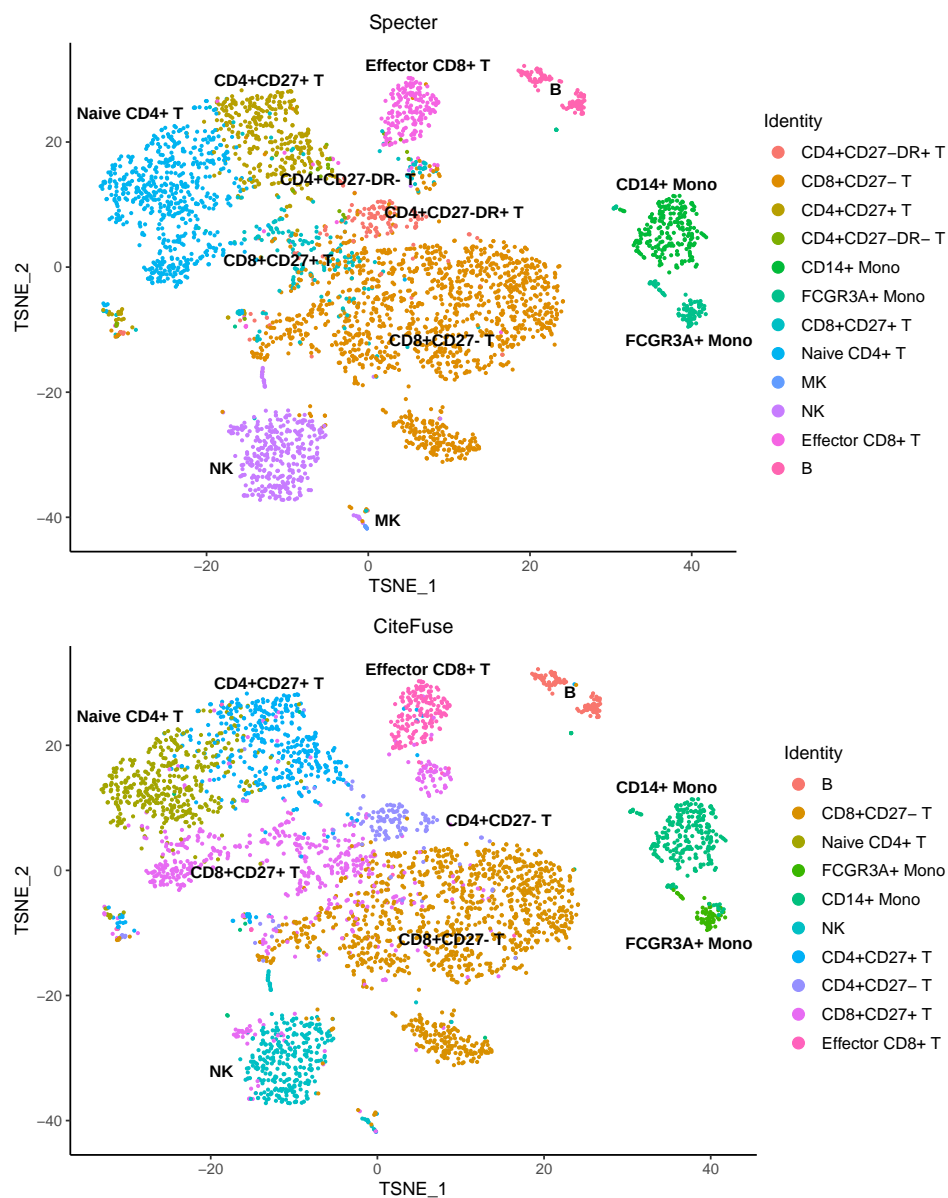 Specter
Effector CD8+ T
CD4+CD27+ T
B
Naive CD4+ T
CD4+CD27-DR- T
CD4+CD27-DR+ T
CD14+ Mono
CD8+CD27+ T
CD8+CD27- T
FCGR3A+ Mono
NK
MK
20
0
−20
−40
TSNE_2
−20
0
20
40
TSNE_1
Identity
CD4+CD27−DR+ T
CD8+CD27− T
CD4+CD27+ T
CD4+CD27−DR− T
CD14+ Mono
FCGR3A+ Mono
CD8+CD27+ T
Naive CD4+ T
MK
NK
Effector CD8+ T
B
CiteFuse
Effector CD8+ T
CD4+CD27+ T
B
Naive CD4+ T
CD14+ Mono
CD4+CD27- T
CD8+CD27+ T
CD8+CD27- T
FCGR3A+ Mono
NK
20
0
−20
−40
TSNE_2
−20
0
20
40
TSNE_1
Identity
B
CD8+CD27− T
Naive CD4+ T
FCGR3A+ Mono
CD14+ Mono
NK
CD4+CD27+ T
CD4+CD27− T
CD8+CD27+ T
Effector CD8+ T